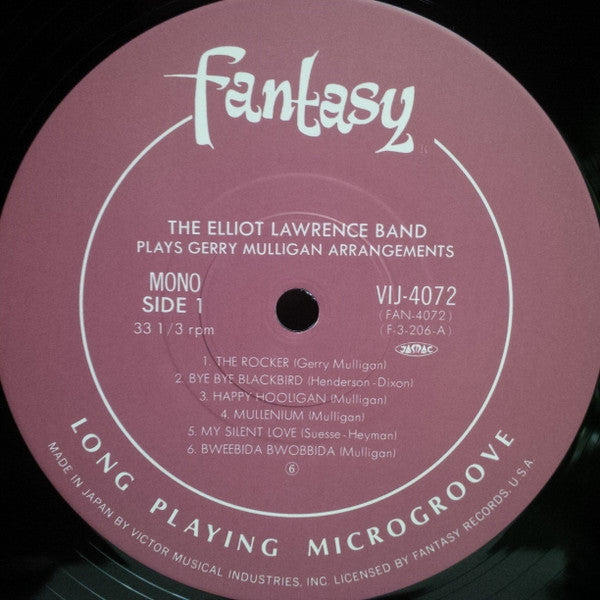 fantasy
THE ELLIOT LAWRENCE BAND
PLAYS GERRY MULLIGAN ARRANGEMENTS
MONO
SIDE 1
33 1/3 rpm
VIJ-4072
(FAN-4072)
(F-3-206-A)
JASRAC
1. THE ROCKER (Gerry Mulligan)
2. BYE BYE BLACKBIRD (Henderson-Dixon)
3. HAPPY HOOLIGAN (Mulligan)
4. MULLENIUM (Mulligan)
5. MY SILENT LOVE (Suesse-Heyman)
6. BWEEBIDA BWOBBIDA (Mulligan)
6
LONG PLAYING MICROGROOVE
MADE IN JAPAN BY VICTOR MUSICAL INDUSTRIES, INC. LICENSED BY FANTASY RECORDS, U.S.A.